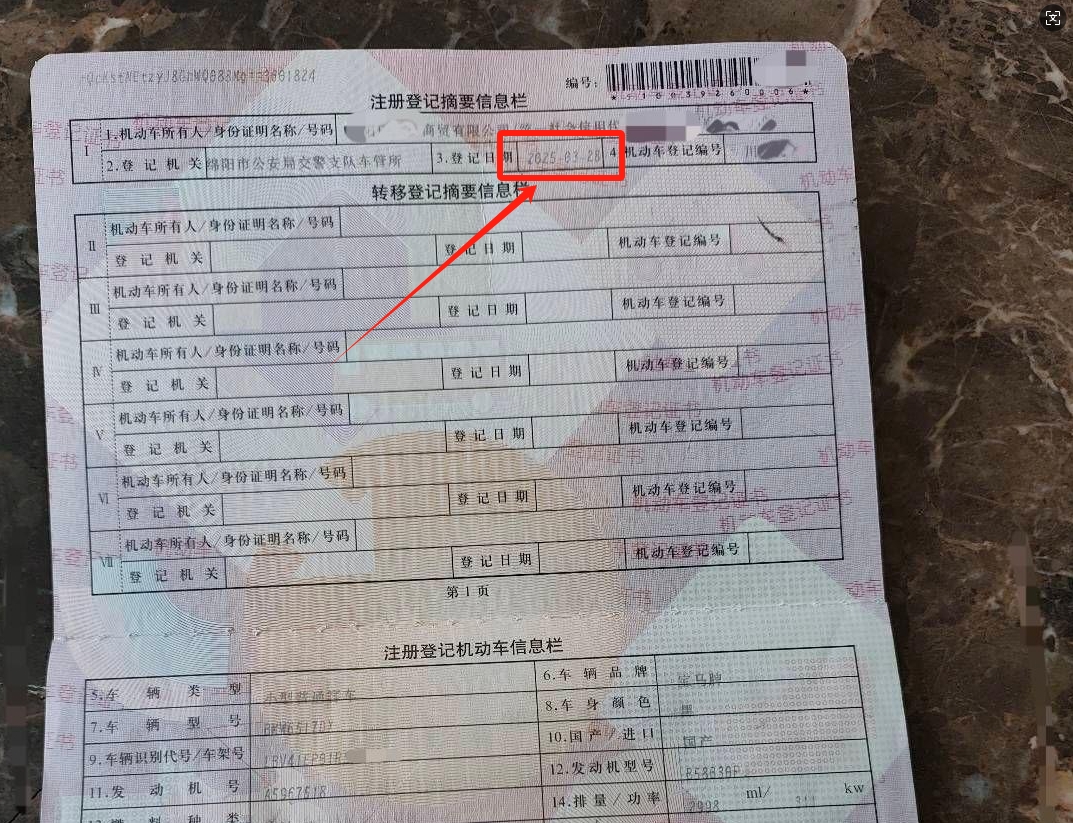 编号：
*510039260006*
注册登记摘要信息栏
Ⅰ 1.机动车所有人/身份证明名称/号码 商贸有限公司/统一社会信用代
2.登记机关 绵阳市公安局交警支队车管所 3.登记日期 2025-03-28 4 机动车登记编号 川
转移登记摘要信息栏
Ⅱ 机动车所有人/身份证明名称/号码
登记机关 登记日期 机动车登记编号
Ⅲ 机动车所有人/身份证明名称/号码
登记机关 登记日期 机动车登记编号
Ⅳ 机动车所有人/身份证明名称/号码
登记机关 登记日期 机动车登记编号
Ⅴ 机动车所有人/身份证明名称/号码
登记机关 登记日期 机动车登记编号
Ⅵ 机动车所有人/身份证明名称/号码
登记机关 登记日期 机动车登记编号
Ⅶ 机动车所有人/身份证明名称/号码
登记机关 登记日期 机动车登记编号
第1页
注册登记机动车信息栏
5.车辆类型 小型普通轿车 6.车辆品牌 宝马牌
7.车辆型号 8.车身颜色 黑
9.车辆识别代号/车架号 10.国产/进口 国产
11.发动机号 12.发动机型号
14.排量/功率 2998 ml/ kw